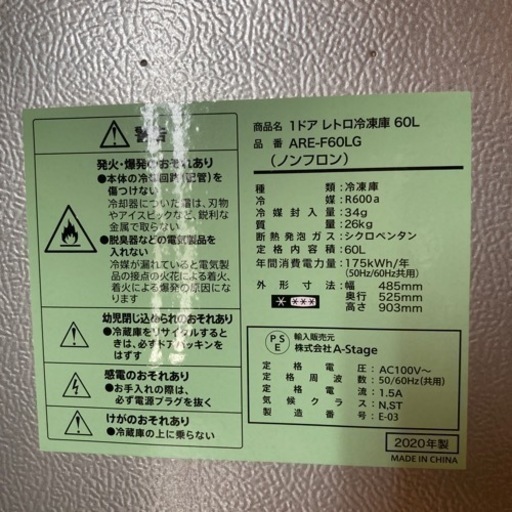 警告
発火・爆発のおそれあり
●本体の冷媒回路(配管)を
傷つけない
冷却器についた霜は、刃物
やアイスピックなど、鋭利な
金属で取らない。
●脱臭器などの電気製品を
入れない
冷媒が漏れていると電気製
品の接点の火花による着火、
着火による爆発の原因にな
ります
幼児閉じ込められのおそれあり
●冷蔵庫をリサイクルすると
きは、必ずドアパッキンを
はずす
感電のおそれあり
●お手入れの際は、
必ず電源プラグを抜く
けがのおそれあり
●冷蔵庫の上に乗らない
商品名 1ドア レトロ冷凍庫 60L
品番 ARE-F60LG
(ノンフロン)
種類:冷凍庫
冷媒:R600a
冷媒封入量:34g
質量:26kg
断熱発泡ガス:シクロペンタン
定格内容積:60L
年間消費電力量:175kWh/年
(50Hz/60Hz共用)
外形寸法:幅 485mm
奥行 525mm
高さ 903mm
PSE
輸入販売元
株式会社A-Stage
定格電圧:AC100V~
定格周波数:50/60Hz(共用)
定格電流:1.5A
気候クラス:N,ST
製造番号:E-03
2020年製
MADE IN CHINA